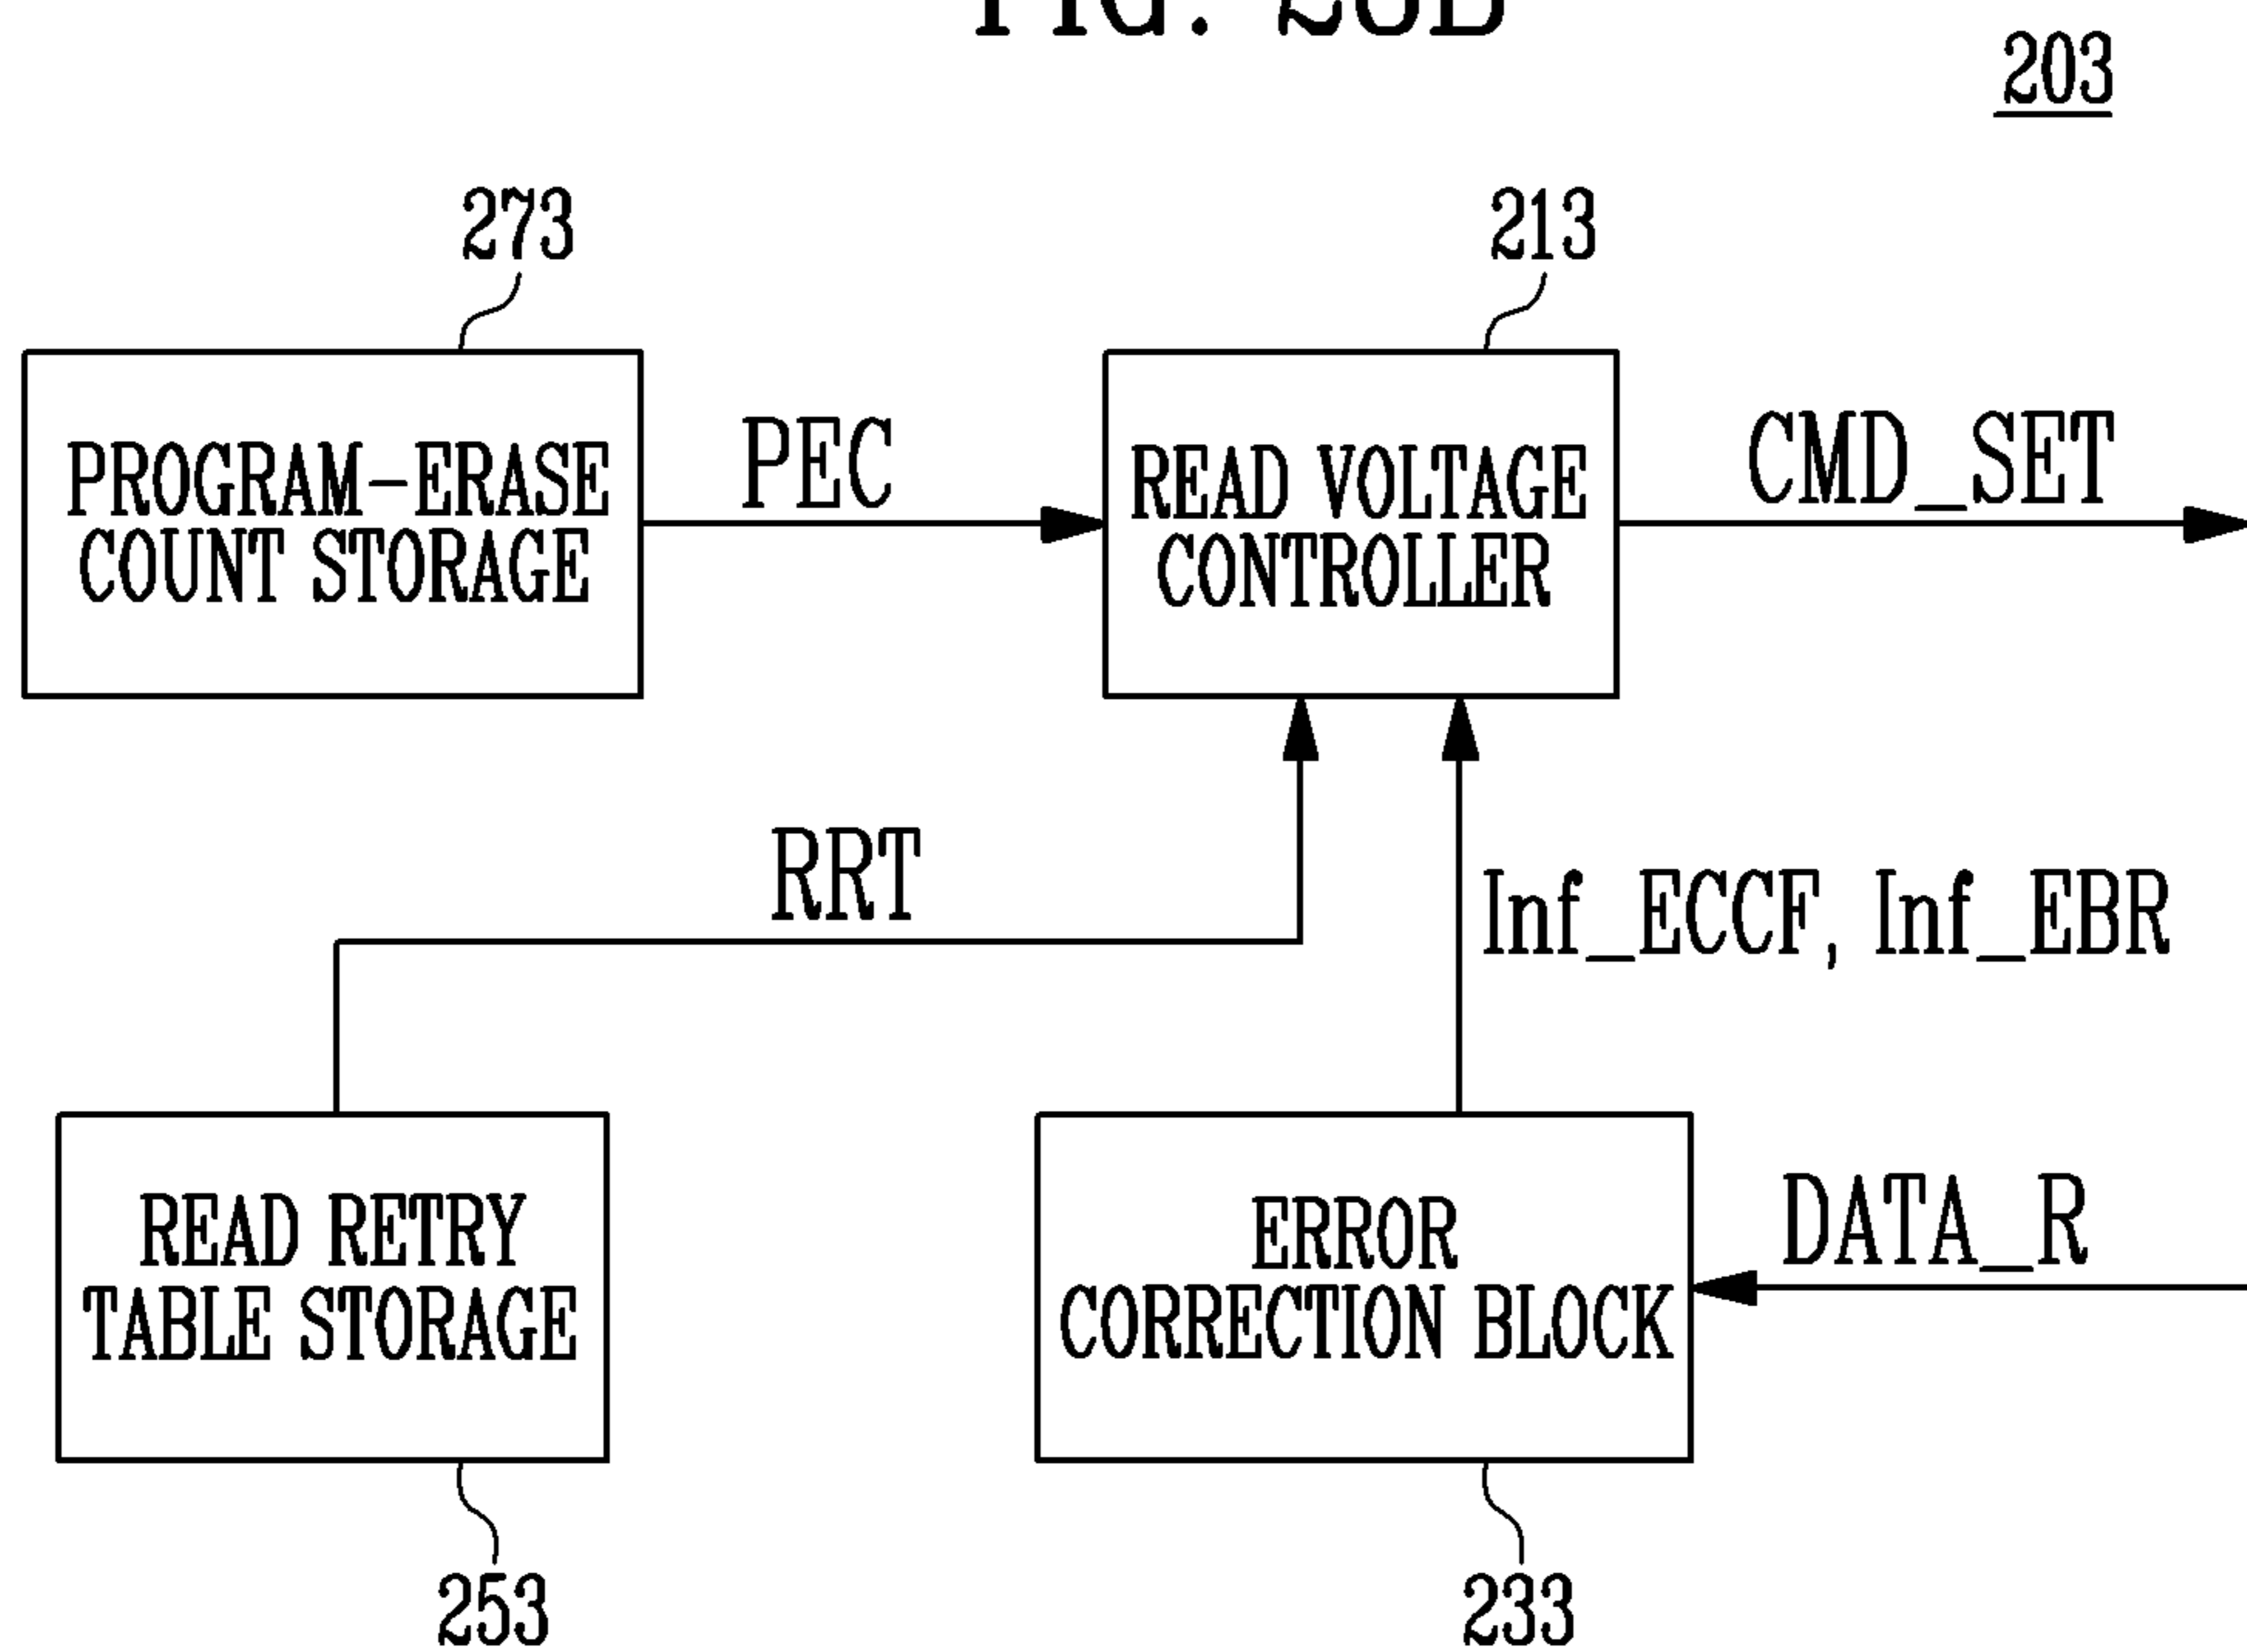 203
273
213
PROGRAM-ERASE
COUNT STORAGE
PEC
READ VOLTAGE
CONTROLLER
CMD_SET
RRT
Inf_ECCF, Inf_EBR
READ RETRY
TABLE STORAGE
ERROR
CORRECTION BLOCK
DATA_R
253
233